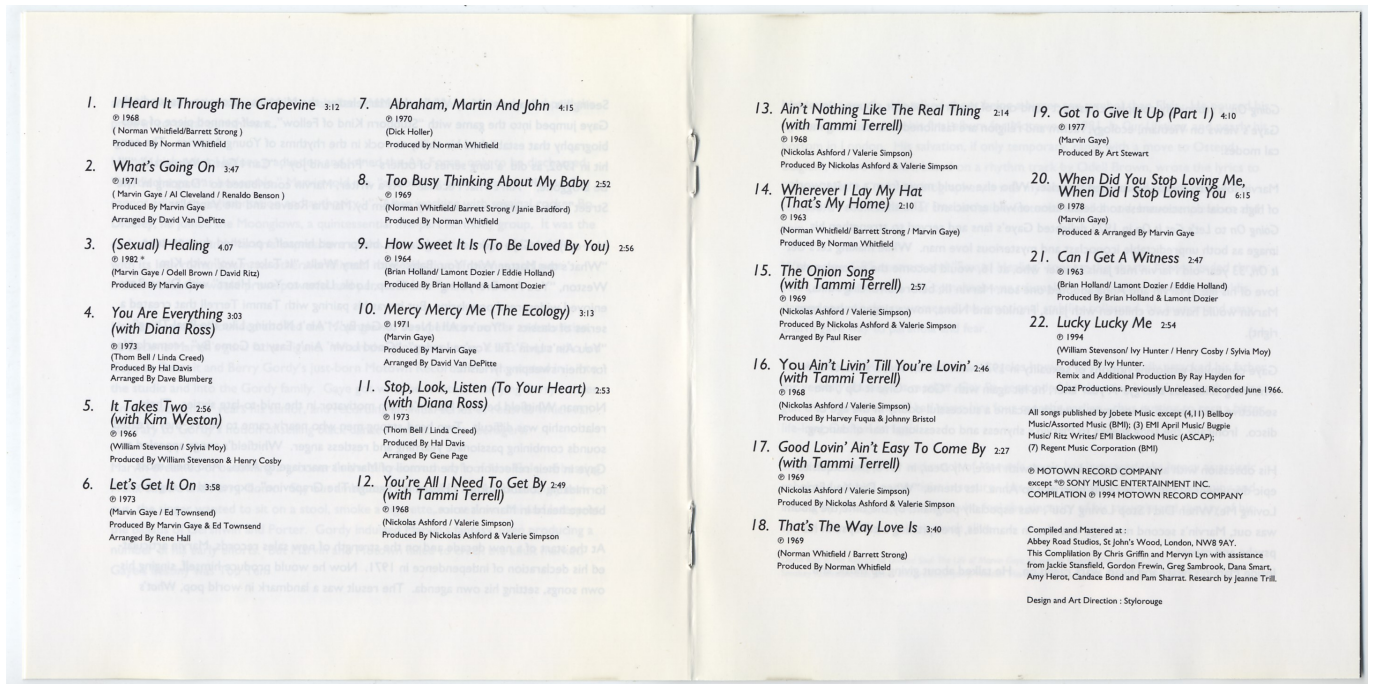 1. I Heard It Through The Grapevine 3:12
℗ 1968
( Norman Whitfield/Barrett Strong )
Produced By Norman Whitfield
2. What's Going On 3:47
℗ 1971
( Marvin Gaye / Al Cleveland / Renaldo Benson )
Produced By Marvin Gaye
Arranged By David Van DePitte
3. (Sexual) Healing 4.07
℗ 1982 *
(Marvin Gaye / Odell Brown / David Ritz)
Produced By Marvin Gaye
4. You Are Everything 3:03
(with Diana Ross)
℗ 1973
(Thom Bell / Linda Creed)
Produced By Hal Davis
Arranged By Dave Blumberg
5. It Takes Two 2:56
(with Kim Weston)
℗ 1966
(William Stevenson / Sylvia Moy)
Produced By William Stevenson & Henry Cosby
6. Let's Get It On 3:58
℗ 1973
(Marvin Gaye / Ed Townsend)
Produced By Marvin Gaye & Ed Townsend
Arranged By Rene Hall
7. Abraham, Martin And John 4:15
℗ 1970
(Dick Holler)
Produced By Norman Whitfield
8. Too Busy Thinking About My Baby 2:52
℗ 1969
(Norman Whitfield/ Barrett Strong / Janie Bradford)
Produced By Norman Whitfield
9. How Sweet It Is (To Be Loved By You) 2:56
℗ 1964
(Brian Holland/ Lamont Dozier / Eddie Holland)
Produced By Brian Holland & Lamont Dozier
10. Mercy Mercy Me (The Ecology) 3:13
℗ 1971
(Marvin Gaye)
Produced By Marvin Gaye
Arranged By David Van DePitte
11. Stop, Look, Listen (To Your Heart) 2:53
(with Diana Ross)
℗ 1973
(Thom Bell / Linda Creed)
Produced By Hal Davis
Arranged By Gene Page
12. You're All I Need To Get By 2:49
(with Tammi Terrell)
℗ 1968
(Nickolas Ashford / Valerie Simpson)
Produced By Nickolas Ashford & Valerie Simpson
13. Ain't Nothing Like The Real Thing 2:14
(with Tammi Terrell)
℗ 1968
(Nickolas Ashford / Valerie Simpson)
Produced By Nickolas Ashford & Valerie Simpson
14. Wherever I Lay My Hat
(That's My Home) 2:10
℗ 1963
(Norman Whitfield/ Barrett Strong / Marvin Gaye)
Produced By Norman Whitfield
15. The Onion Song
(with Tammi Terrell) 2:57
℗ 1969
(Nickolas Ashford / Valerie Simpson)
Produced By Nickolas Ashford & Valerie Simpson
Arranged By Paul Riser
16. You Ain't Livin' Till You're Lovin' 2:46
(with Tammi Terrell)
℗ 1968
(Nickolas Ashford / Valerie Simpson)
Produced By Harvey Fuqua & Johnny Bristol
17. Good Lovin' Ain't Easy To Come By 2:27
(with Tammi Terrell)
℗ 1969
(Nickolas Ashford / Valerie Simpson)
Produced By Nickolas Ashford & Valerie Simpson
18. That's The Way Love Is 3:40
℗ 1969
(Norman Whitfield / Barrett Strong)
Produced By Norman Whitfield
19. Got To Give It Up (Part 1) 4:10
℗ 1977
(Marvin Gaye)
Produced By Art Stewart
20. When Did You Stop Loving Me,
When Did I Stop Loving You 6:15
℗ 1978
(Marvin Gaye)
Produced & Arranged By Marvin Gaye
21. Can I Get A Witness 2:47
℗ 1963
(Brian Holland/ Lamont Dozier / Eddie Holland)
Produced By Brian Holland & Lamont Dozier
22. Lucky Lucky Me 2:54
℗ 1994
(William Stevenson/ Ivy Hunter / Henry Cosby / Sylvia Moy)
Produced By Ivy Hunter.
Remix and Additional Production By Ray Hayden for
Opaz Productions. Previously Unreleased. Recorded June 1966.
All songs published by Jobete Music except (4,11) Bellboy
Music/Assorted Music (BMI); (3) EMI April Music/ Bugpie
Music/ Ritz Writes/ EMI Blackwood Music (ASCAP);
(7) Regent Music Corporation (BMI)
℗ MOTOWN RECORD COMPANY
except *℗ SONY MUSIC ENTERTAINMENT INC.
COMPILATION ℗ 1994 MOTOWN RECORD COMPANY
Compiled and Mastered at :
Abbey Road Studios, St John's Wood, London, NW8 9AY.
This Complilation By Chris Griffin and Mervyn Lyn with assistance
from Jackie Stansfield, Gordon Frewin, Greg Sambrook, Dana Smart,
Amy Herot, Candace Bond and Pam Sharrat. Research by Jeanne Trill.
Design and Art Direction : Stylorouge